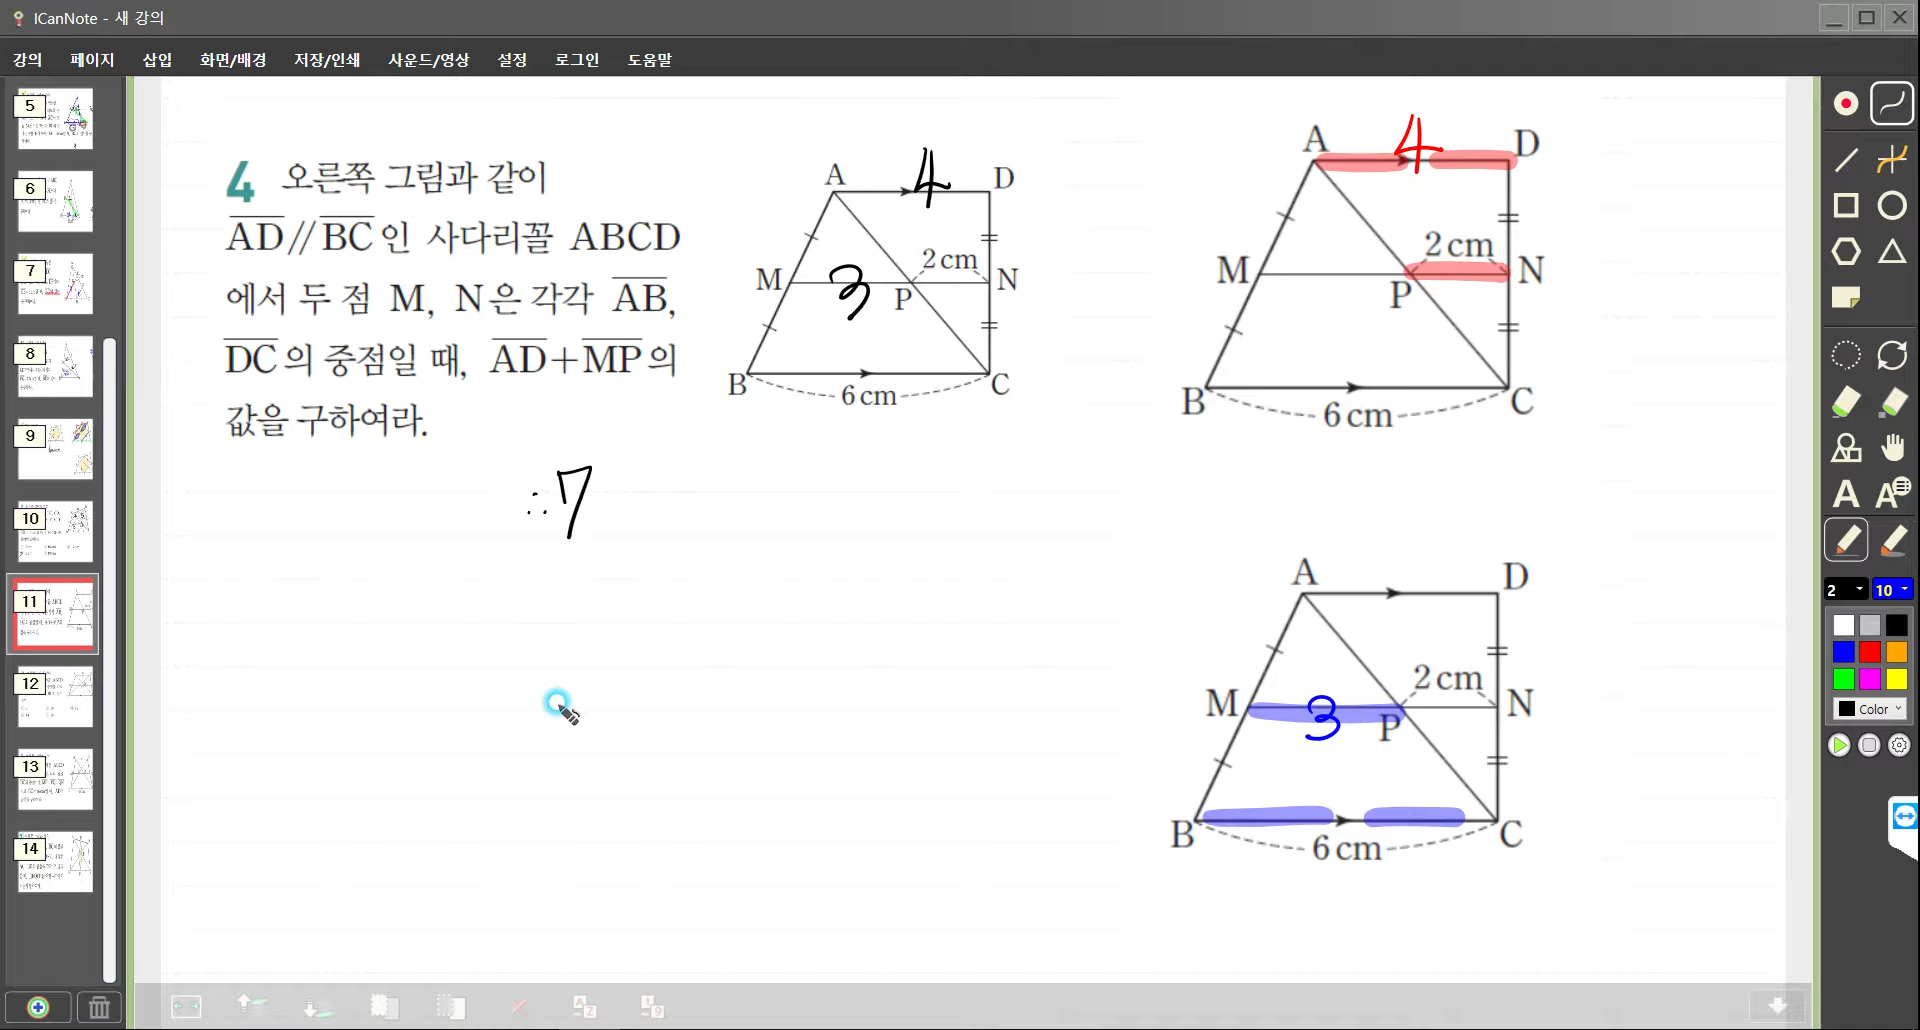 ICanNote - 새 강의
강의 페이지 삽입 화면/배경 저장/인쇄 사운드/영상 설정 로그인 도움말
5
6
7
8
9
10
11
12
13
14
4 오른쪽 그림과 같이
AD//BC인 사다리꼴 ABCD
에서 두 점 M, N은 각각 AB,
DC의 중점일 때, AD+MP의
값을 구하여라.
∴7
A 4 D
2 cm
M 3 P N
B 6 cm C
A 4 D
2 cm
M P N
B 6 cm C
A D
2 cm
M 3 P N
B 6 cm C
A A
2 10
Color